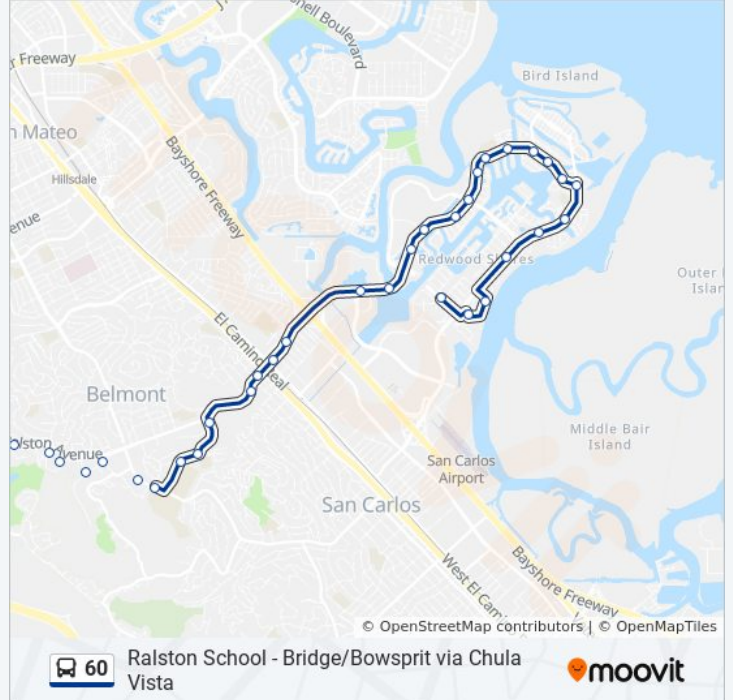 nell Boulevard
r Freeway
Bird Island
n Mateo
Bayshore Freeway
Hillsdale
enue
Redwood Shores
Outer
Islan
El Camino Real
Belmont
lston Avenue
Middle Bair
Island
San Carlos
Airport
San Carlos
Bayshore Freeway
West El Camino
© OpenStreetMap contributors | © OpenMapTiles
60
Ralston School - Bridge/Bowsprit via Chula
Vista
moovit